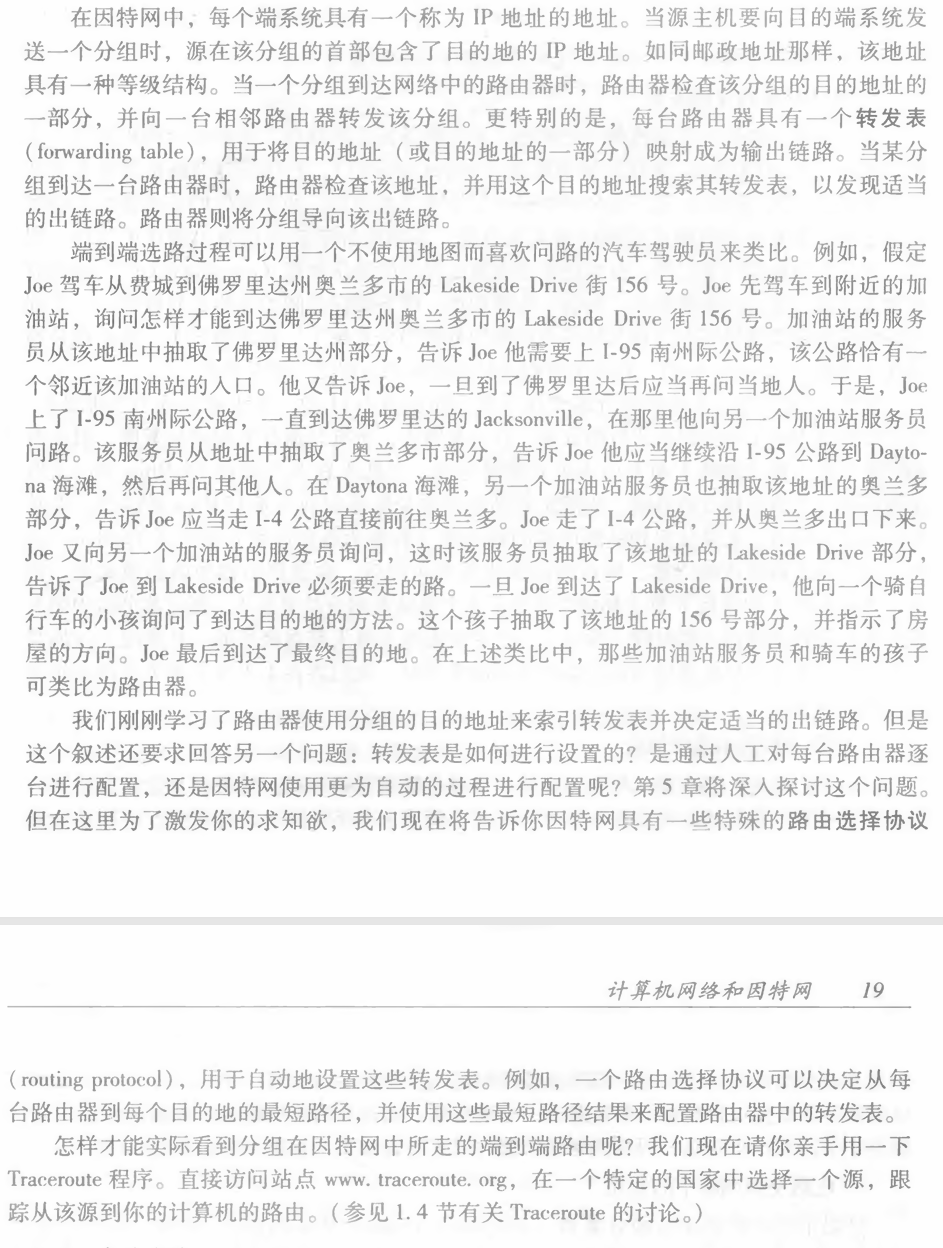 在因特网中，每个端系统具有一个称为 IP 地址的地址。当源主机要向目的端系统发
送一个分组时，源在该分组的首部包含了目的地的 IP 地址。如同邮政地址那样，该地址
具有一种等级结构。当一个分组到达网络中的路由器时，路由器检查该分组的目的地址的
一部分，并向一台相邻路由器转发该分组。更特别的是，每台路由器具有一个转发表
（forwarding table），用于将目的地址（或目的地址的一部分）映射成为输出链路。当某分
组到达一台路由器时，路由器检查该地址，并用这个目的地址搜索其转发表，以发现适当
的出链路。路由器则将分组导向该出链路。
端到端选路过程可以用一个不使用地图而喜欢问路的汽车驾驶员来类比。例如，假定
Joe 驾车从费城到佛罗里达州奥兰多市的 Lakeside Drive 街 156 号。Joe 先驾车到附近的加
油站，询问怎样才能到达佛罗里达州奥兰多市的 Lakeside Drive 街 156 号。加油站的服务
员从该地址中抽取了佛罗里达州部分，告诉 Joe 他需要上 I-95 南州际公路，该公路恰有一
个邻近该加油站的入口。他又告诉 Joe，一旦到了佛罗里达后应当再问当地人。于是，Joe
上了 I-95 南州际公路，一直到达佛罗里达的 Jacksonville，在那里他向另一个加油站服务员
问路。该服务员从地址中抽取了奥兰多市部分，告诉 Joe 他应当继续沿 I-95 公路到 Dayto-
na 海滩，然后再问其他人。在 Daytona 海滩，另一个加油站服务员也抽取该地址的奥兰多
部分，告诉 Joe 应当走 I-4 公路直接前往奥兰多。Joe 走了 I-4 公路，并从奥兰多出口下来。
Joe 又向另一个加油站的服务员询问，这时该服务员抽取了该地址的 Lakeside Drive 部分，
告诉了 Joe 到 Lakeside Drive 必须要走的路。一旦 Joe 到达了 Lakeside Drive，他向一个骑自
行车的小孩询问了到达目的地的方法。这个孩子抽取了该地址的 156 号部分，并指示了房
屋的方向。Joe 最后到达了最终目的地。在上述类比中，那些加油站服务员和骑车的孩子
可类比为路由器。
我们刚刚学习了路由器使用分组的目的地址来索引转发表并决定适当的出链路。但是
这个叙述还要求回答另一个问题：转发表是如何进行设置的？是通过人工对每台路由器逐
台进行配置，还是因特网使用更为自动的过程进行配置呢？第 5 章将深入探讨这个问题。
但在这里为了激发你的求知欲，我们现在将告诉你因特网具有一些特殊的路由选择协议
计算机网络和因特网 19
（routing protocol），用于自动地设置这些转发表。例如，一个路由选择协议可以决定从每
台路由器到每个目的地的最短路径，并使用这些最短路径结果来配置路由器中的转发表。
怎样才能实际看到分组在因特网中所走的端到端路由呢？我们现在请你亲手用一下
Traceroute 程序。直接访问站点 www. traceroute. org，在一个特定的国家中选择一个源，跟
踪从该源到你的计算机的路由。（参见 1. 4 节有关 Traceroute 的讨论。）